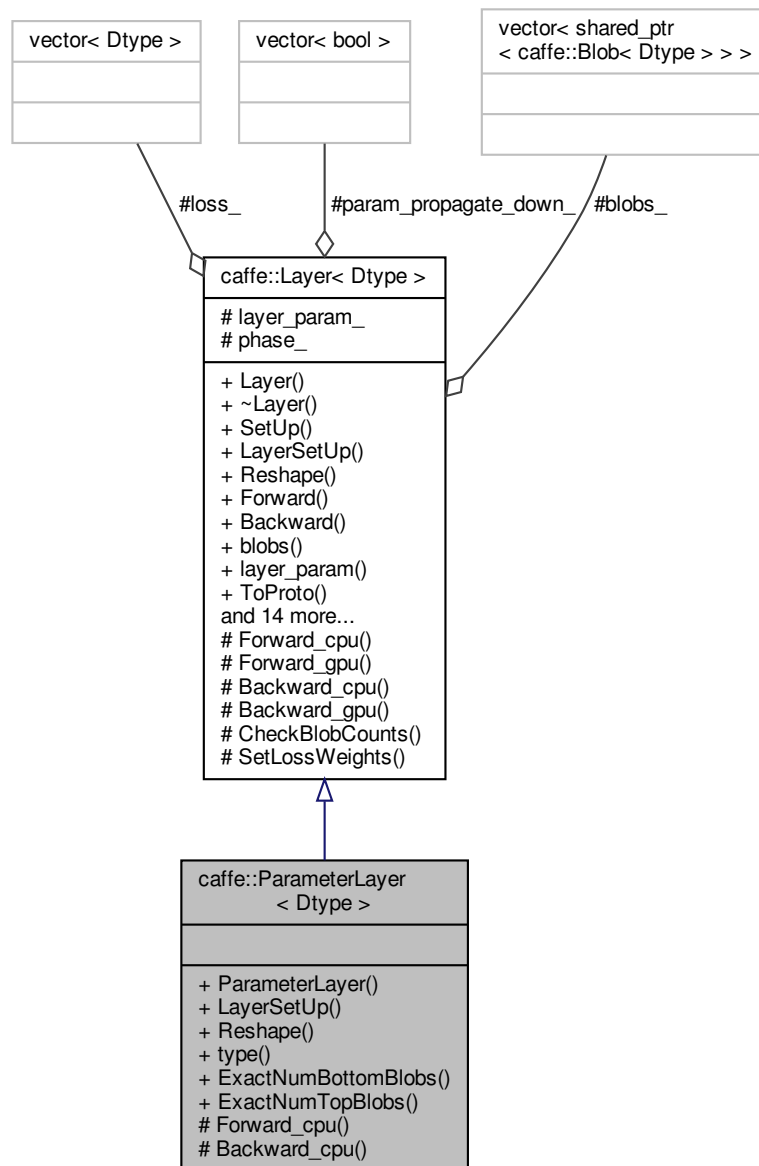 vector< Dtype >
vector< bool >
vector< shared_ptr
< caffe::Blob< Dtype > > >
#loss_
#param_propagate_down_
#blobs_
caffe::Layer< Dtype >
# layer_param_
# phase_
+ Layer()
+ ~Layer()
+ SetUp()
+ LayerSetUp()
+ Reshape()
+ Forward()
+ Backward()
+ blobs()
+ layer_param()
+ ToProto()
and 14 more...
# Forward_cpu()
# Forward_gpu()
# Backward_cpu()
# Backward_gpu()
# CheckBlobCounts()
# SetLossWeights()
caffe::ParameterLayer
< Dtype >
+ ParameterLayer()
+ LayerSetUp()
+ Reshape()
+ type()
+ ExactNumBottomBlobs()
+ ExactNumTopBlobs()
# Forward_cpu()
# Backward_cpu()